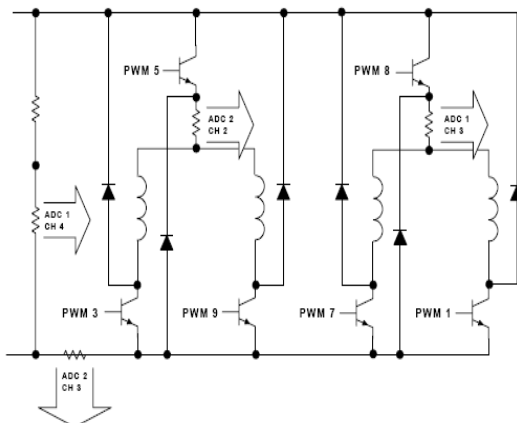 PWM 5
PWM 8
ADC 2
CH 2
ADC 1
CH 3
ADC 1
CH 4
PWM 3
PWM 9
PWM 7
PWM 1
ADC 2
CH 3